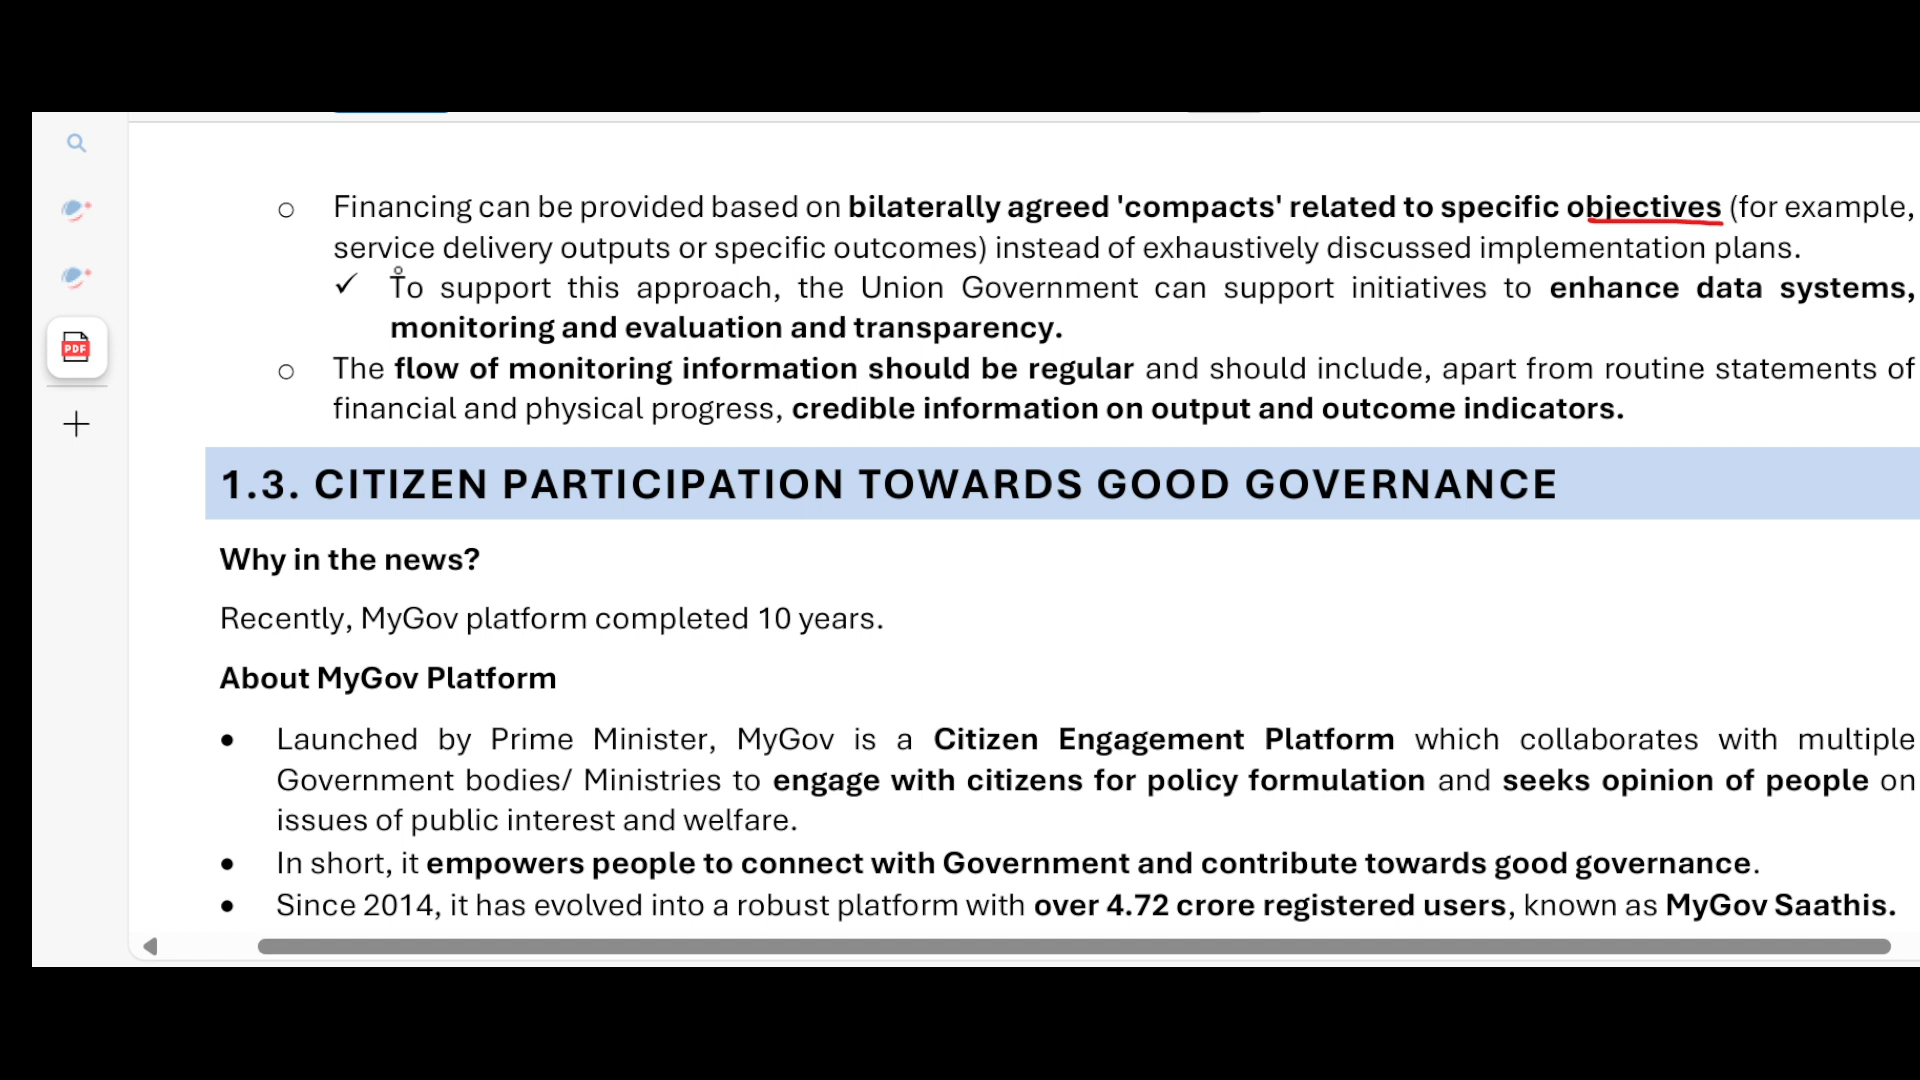 ○ Financing can be provided based on bilaterally agreed 'compacts' related to specific objectives (for example,
service delivery outputs or specific outcomes) instead of exhaustively discussed implementation plans.
✓ To support this approach, the Union Government can support initiatives to enhance data systems,
monitoring and evaluation and transparency.
○ The flow of monitoring information should be regular and should include, apart from routine statements of
financial and physical progress, credible information on output and outcome indicators.
1.3. CITIZEN PARTICIPATION TOWARDS GOOD GOVERNANCE
Why in the news?
Recently, MyGov platform completed 10 years.
About MyGov Platform
• Launched by Prime Minister, MyGov is a Citizen Engagement Platform which collaborates with multiple
Government bodies/ Ministries to engage with citizens for policy formulation and seeks opinion of people on
issues of public interest and welfare.
• In short, it empowers people to connect with Government and contribute towards good governance.
• Since 2014, it has evolved into a robust platform with over 4.72 crore registered users, known as MyGov Saathis.
PDF